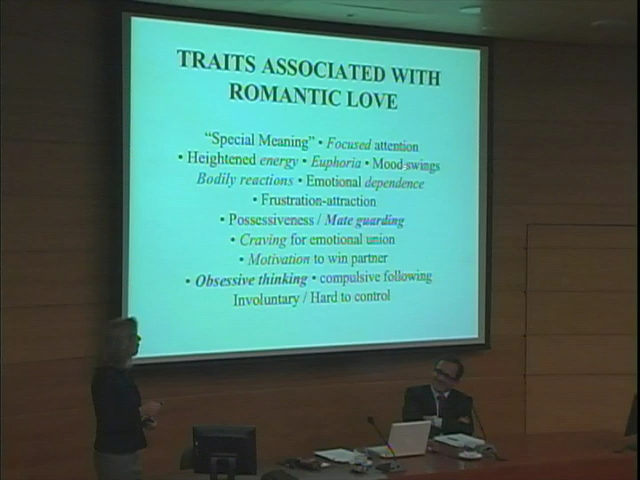 TRAITS ASSOCIATED WITH
ROMANTIC LOVE
“Special Meaning” • Focused attention
• Heightened energy • Euphoria • Mood swings
Bodily reactions • Emotional dependence
• Frustration-attraction
• Possessiveness / Mate guarding
• Craving for emotional union
• Motivation to win partner
• Obsessive thinking • compulsive following
Involuntary / Hard to control